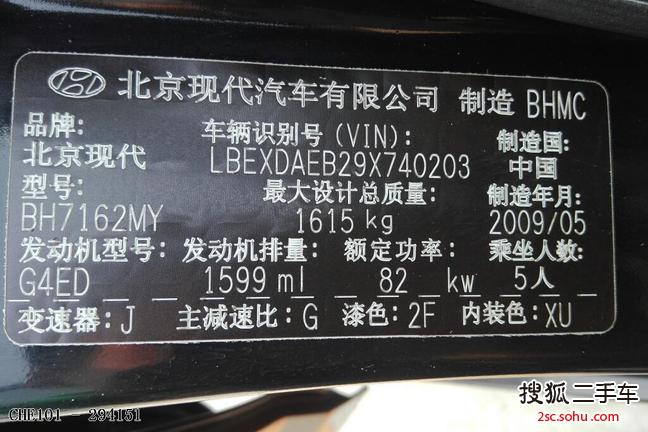 北京现代汽车有限公司 制造 BHMC
品牌: 车辆识别号(VIN): 制造国:
北京现代 LBEXDAEB29X740203 中国
型号: 最大设计总质量: 制造年月:
BH7162MY 1615 kg 2009/05
发动机型号: 发动机排量: 额定功率: 乘坐人数:
G4ED 1599 ml 82 kw 5人
变速器: J 主减速比: G 漆色: 2F 内装色: XU
CHE101 - 294151
搜狐二手车
2sc.sohu.com